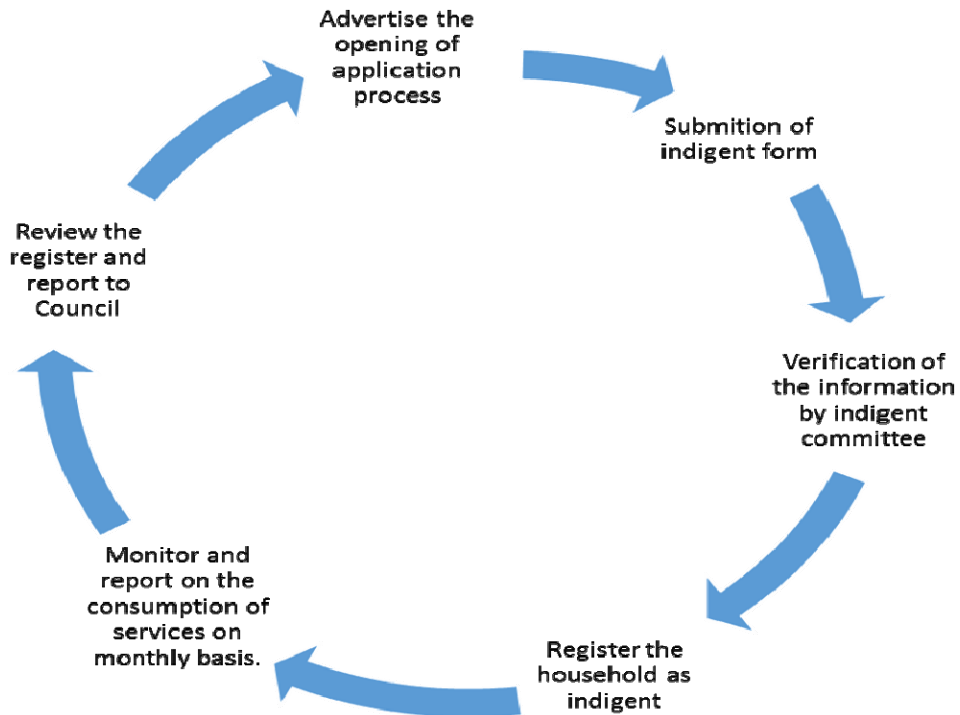 Advertise the
opening of
application
process
Submition of
indigent form
Verification of
the information
by indigent
committee
Register the
household as
indigent
Monitor and
report on the
consumption of
services on
monthly basis.
Review the
register and
report to
Council